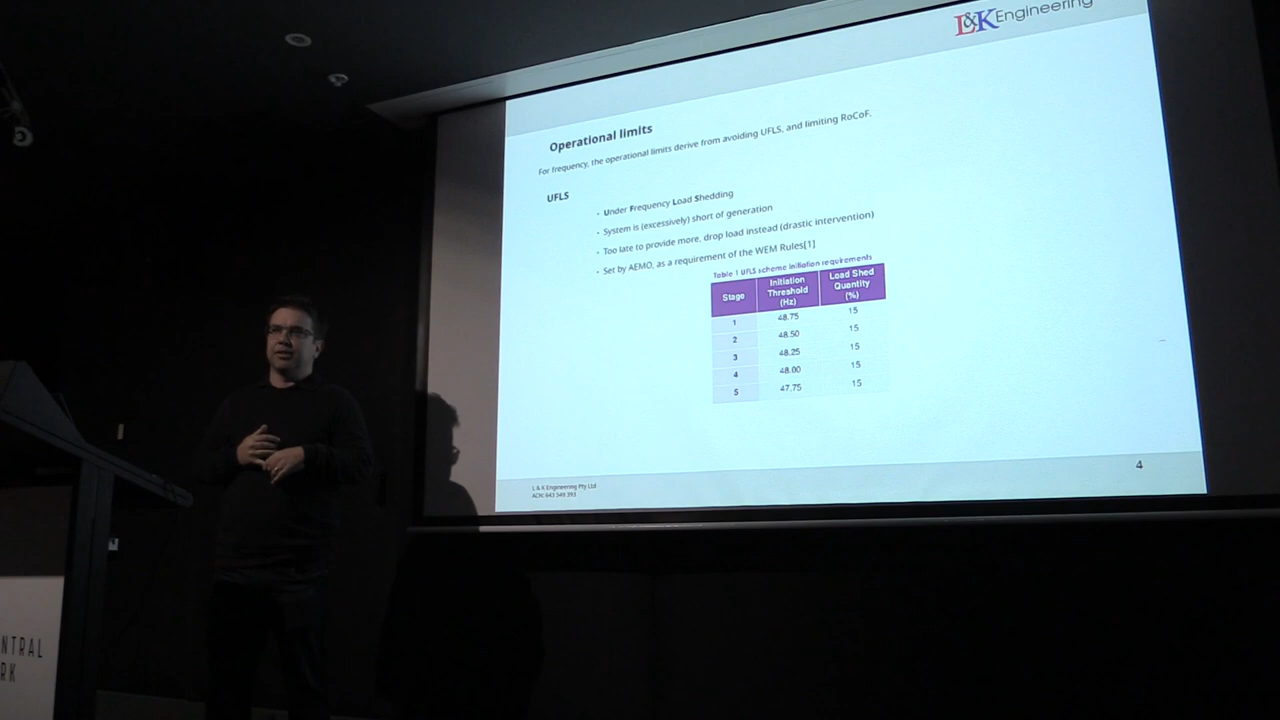 L&K Engineering
Operational limits
For frequency, the operational limits derive from avoiding UFLS, and limiting RoCoF.
UFLS
• Under Frequency Load Shedding
• System is (excessively) short of generation
• Too late to provide more, drop load instead (drastic intervention)
• Set by AEMO, as a requirement of the WEM Rules[1]
Table 1 UFLS scheme initiation requirements
Stage Initiation Threshold (Hz) Load Shed Quantity (%)
1 48.75 15
2 48.50 15
3 48.25 15
4 48.00 15
5 47.75 15
L & K Engineering Pty Ltd
ACN: 643 549 393
4
NTRAL
RK